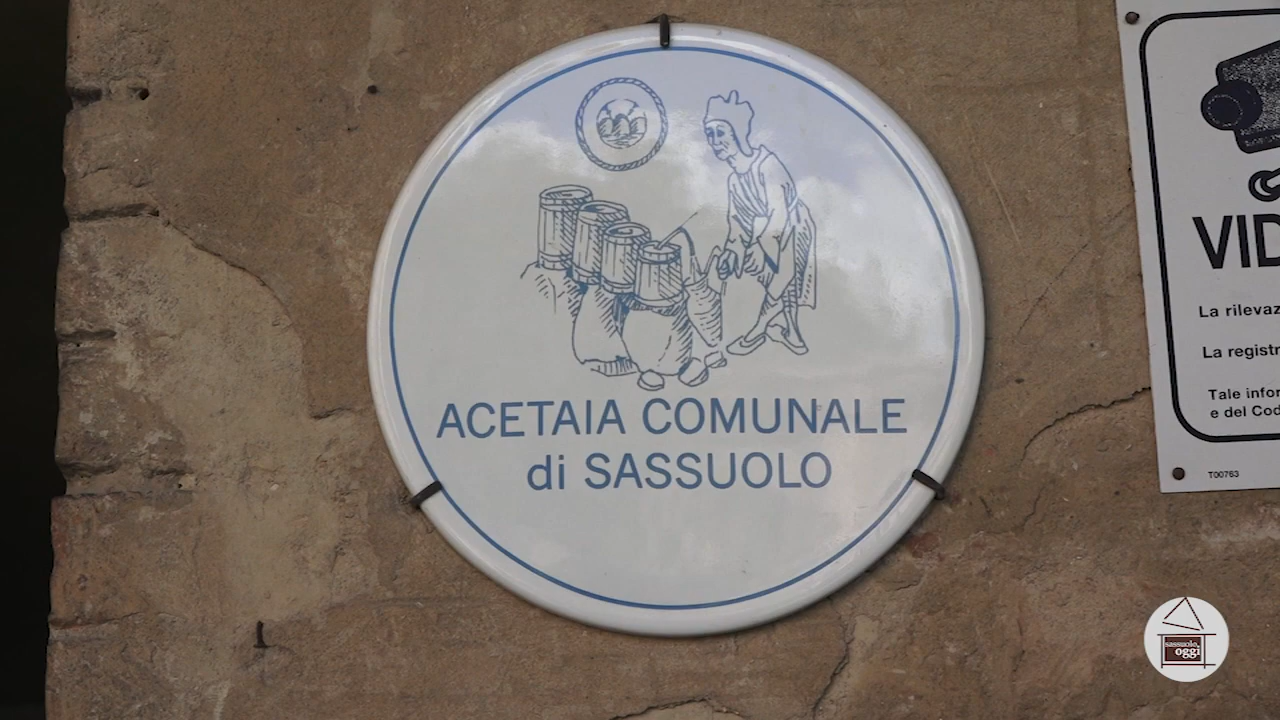 ACETAIA COMUNALE
di SASSUOLO
VID
La rilevaz
La registr
Tale infor
e del Cod
T00763
sassuolo
oggi